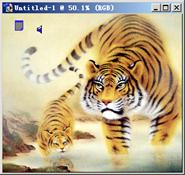 Untitled-1 @ 50.1% (RGB)